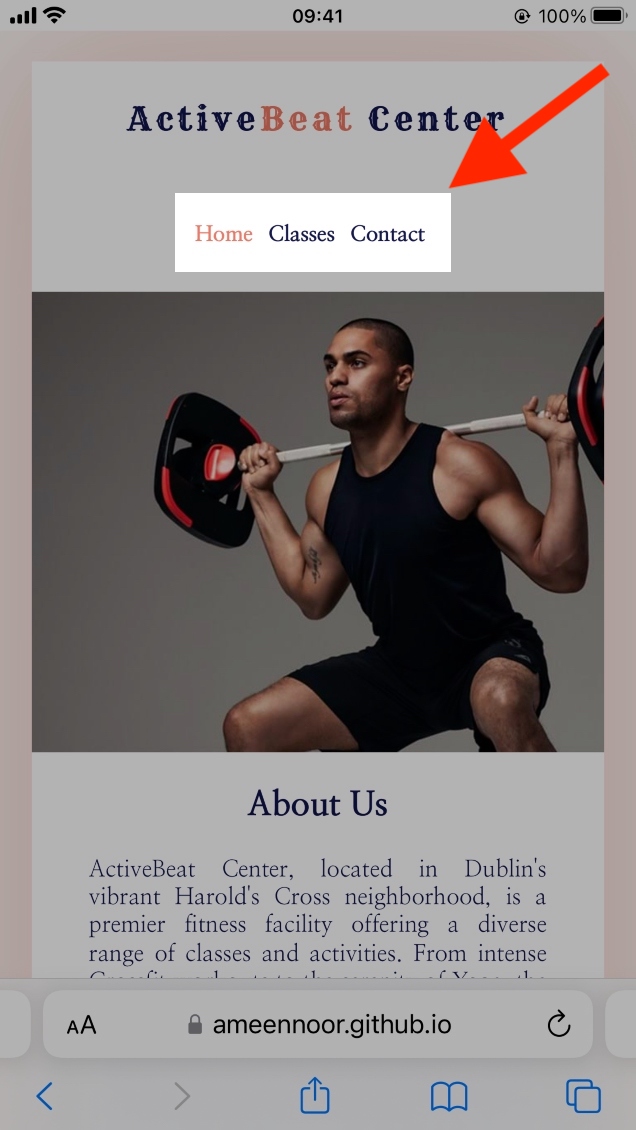 09:41
100%
ActiveBeat Center
Home Classes Contact
About Us
ActiveBeat Center, located in Dublin's
vibrant Harold's Cross neighborhood, is a
premier fitness facility offering a diverse
range of classes and activities. From intense
AA ameennoor.github.io